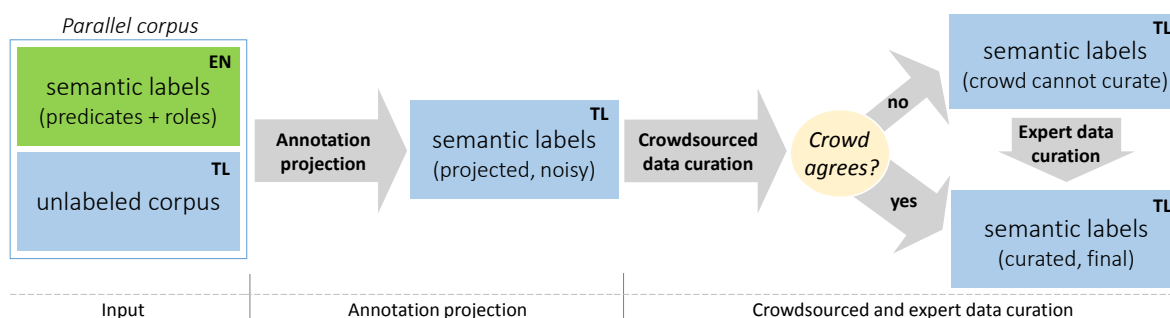 Parallel corpus
EN
semantic labels
(predicates + roles)
TL
unlabeled corpus
Annotation
projection
TL
semantic labels
(projected, noisy)
Crowdsourced
data curation
Crowd
agrees?
no
yes
TL
semantic labels
(crowd cannot curate)
Expert data
curation
TL
semantic labels
(curated, final)
Input
Annotation projection
Crowdsourced and expert data curation